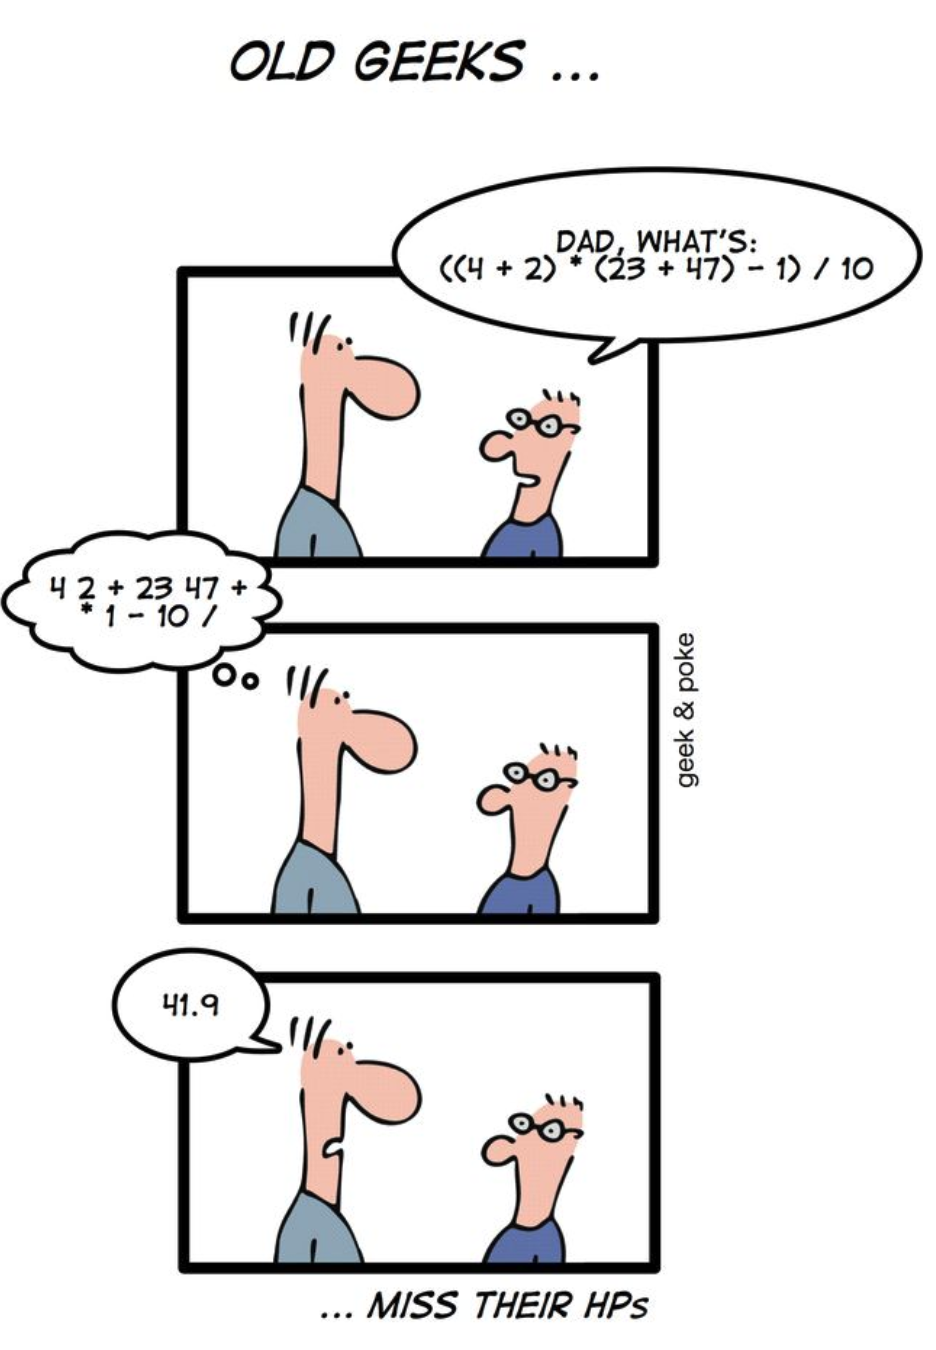 OLD GEEKS ...
DAD, WHAT'S:
((4 + 2) * (23 + 47) - 1) / 10
4 2 + 23 47 +
* 1 - 10 /
geek & poke
41.9
... MISS THEIR HPs